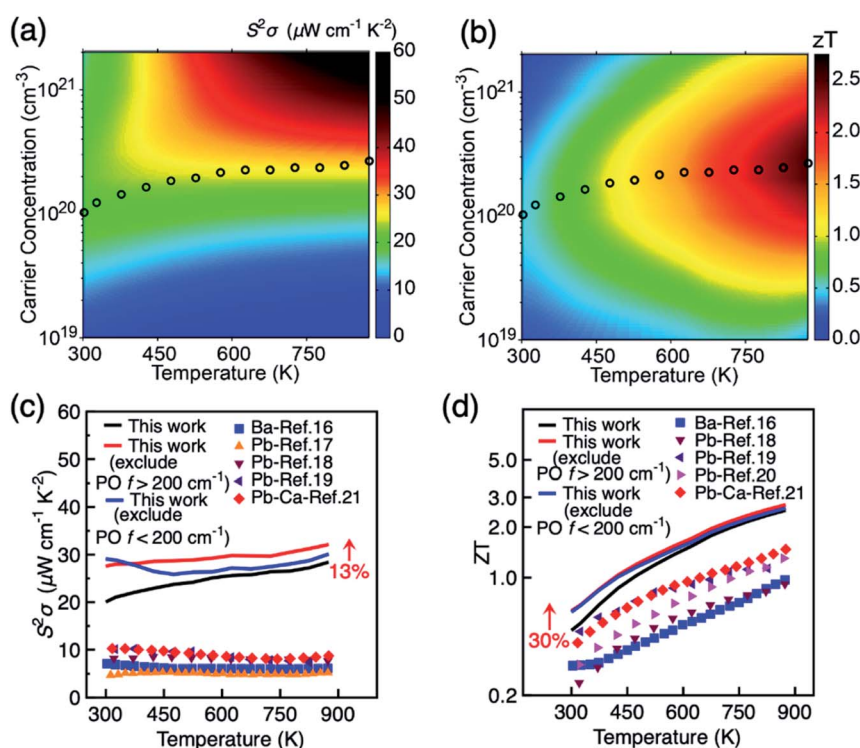 (a)
S²σ (μW cm⁻¹ K⁻²)
60
50
40
30
20
10
0
Carrier Concentration (cm⁻³)
10²¹
10²⁰
10¹⁹
300 450 600 750
Temperature (K)
(b)
zT
2.5
2.0
1.5
1.0
0.5
0.0
Carrier Concentration (cm⁻³)
10²¹
10²⁰
10¹⁹
300 450 600 750
Temperature (K)
(c)
S²σ (μW cm⁻¹ K⁻²)
60
50
40
30
20
10
0
This work
This work
(exclude
PO f > 200 cm⁻¹)
This work
(exclude
PO f < 200 cm⁻¹)
Ba-Ref.16
Pb-Ref.17
Pb-Ref.18
Pb-Ref.19
Pb-Ca-Ref.21
13%
300 450 600 750 900
Temperature (K)
(d)
ZT
5.0
3.0
2.0
1.0
0.2
This work
This work
(exclude
PO f > 200 cm⁻¹)
This work
(exclude
PO f < 200 cm⁻¹)
Ba-Ref.16
Pb-Ref.18
Pb-Ref.19
Pb-Ref.20
Pb-Ca-Ref.21
30%
300 450 600 750 900
Temperature (K)